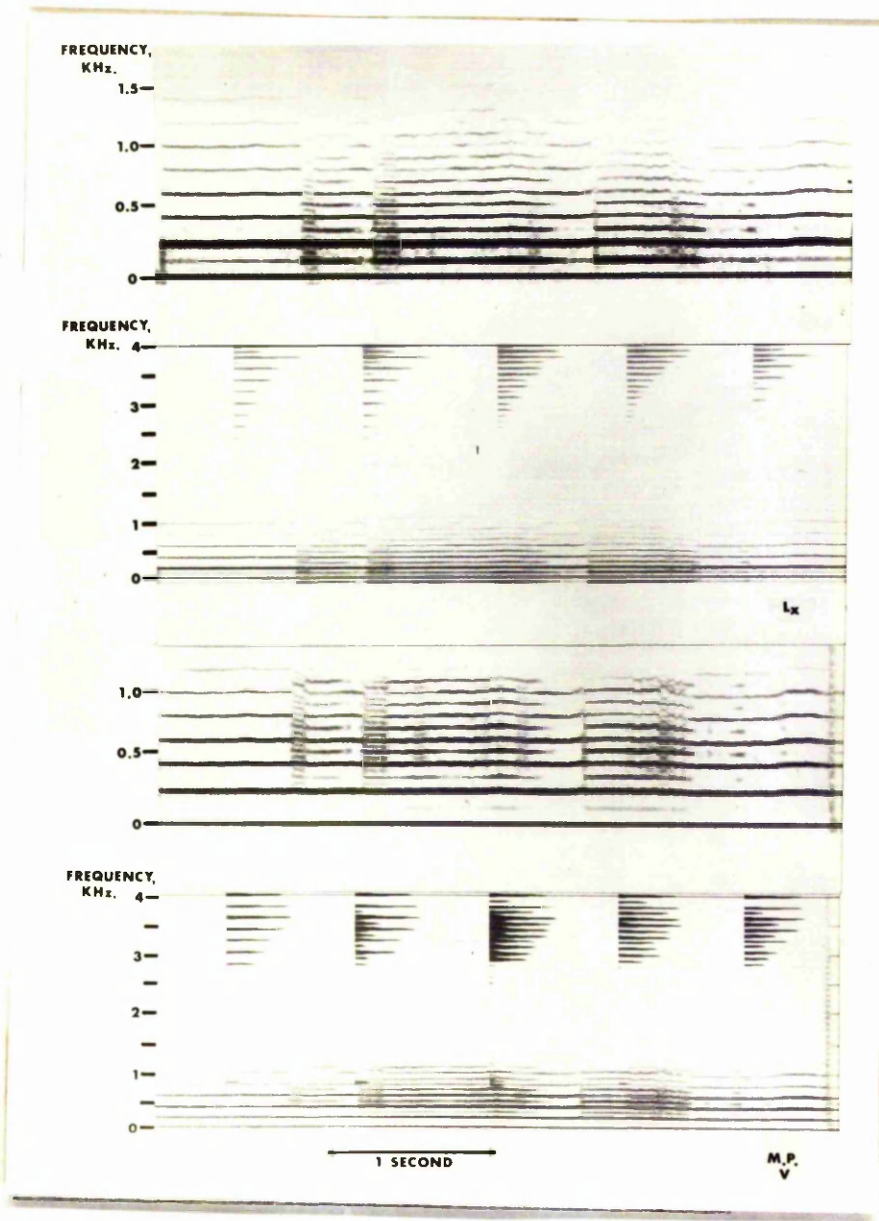 FREQUENCY,
KHz.
1.5
1.0
0.5
0
FREQUENCY,
KHz.
4
3
2
1
0
Lx
1.0
0.5
0
FREQUENCY,
KHz.
4
3
2
1
0
1 SECOND
M.P.
V